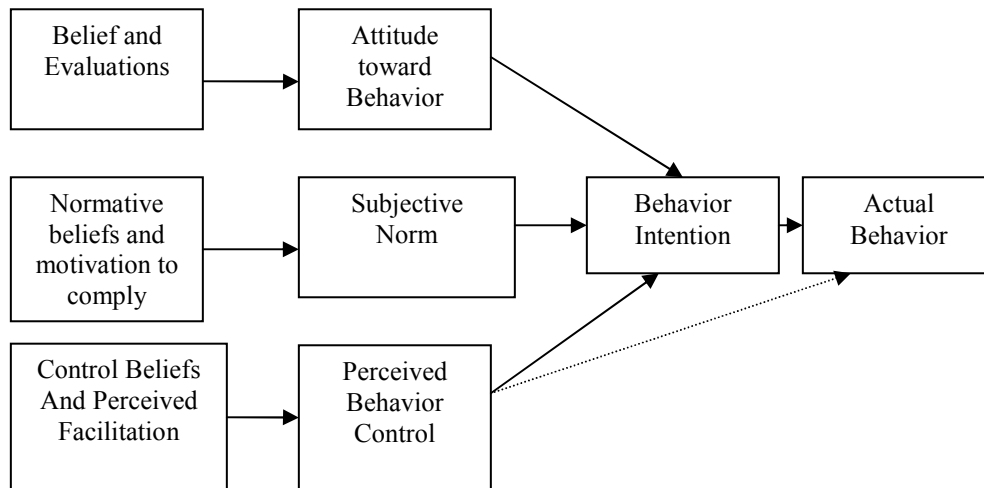 Belief and
Evaluations
Attitude
toward
Behavior
Normative
beliefs and
motivation to
comply
Subjective
Norm
Behavior
Intention
Actual
Behavior
Control Beliefs
And Perceived
Facilitation
Perceived
Behavior
Control